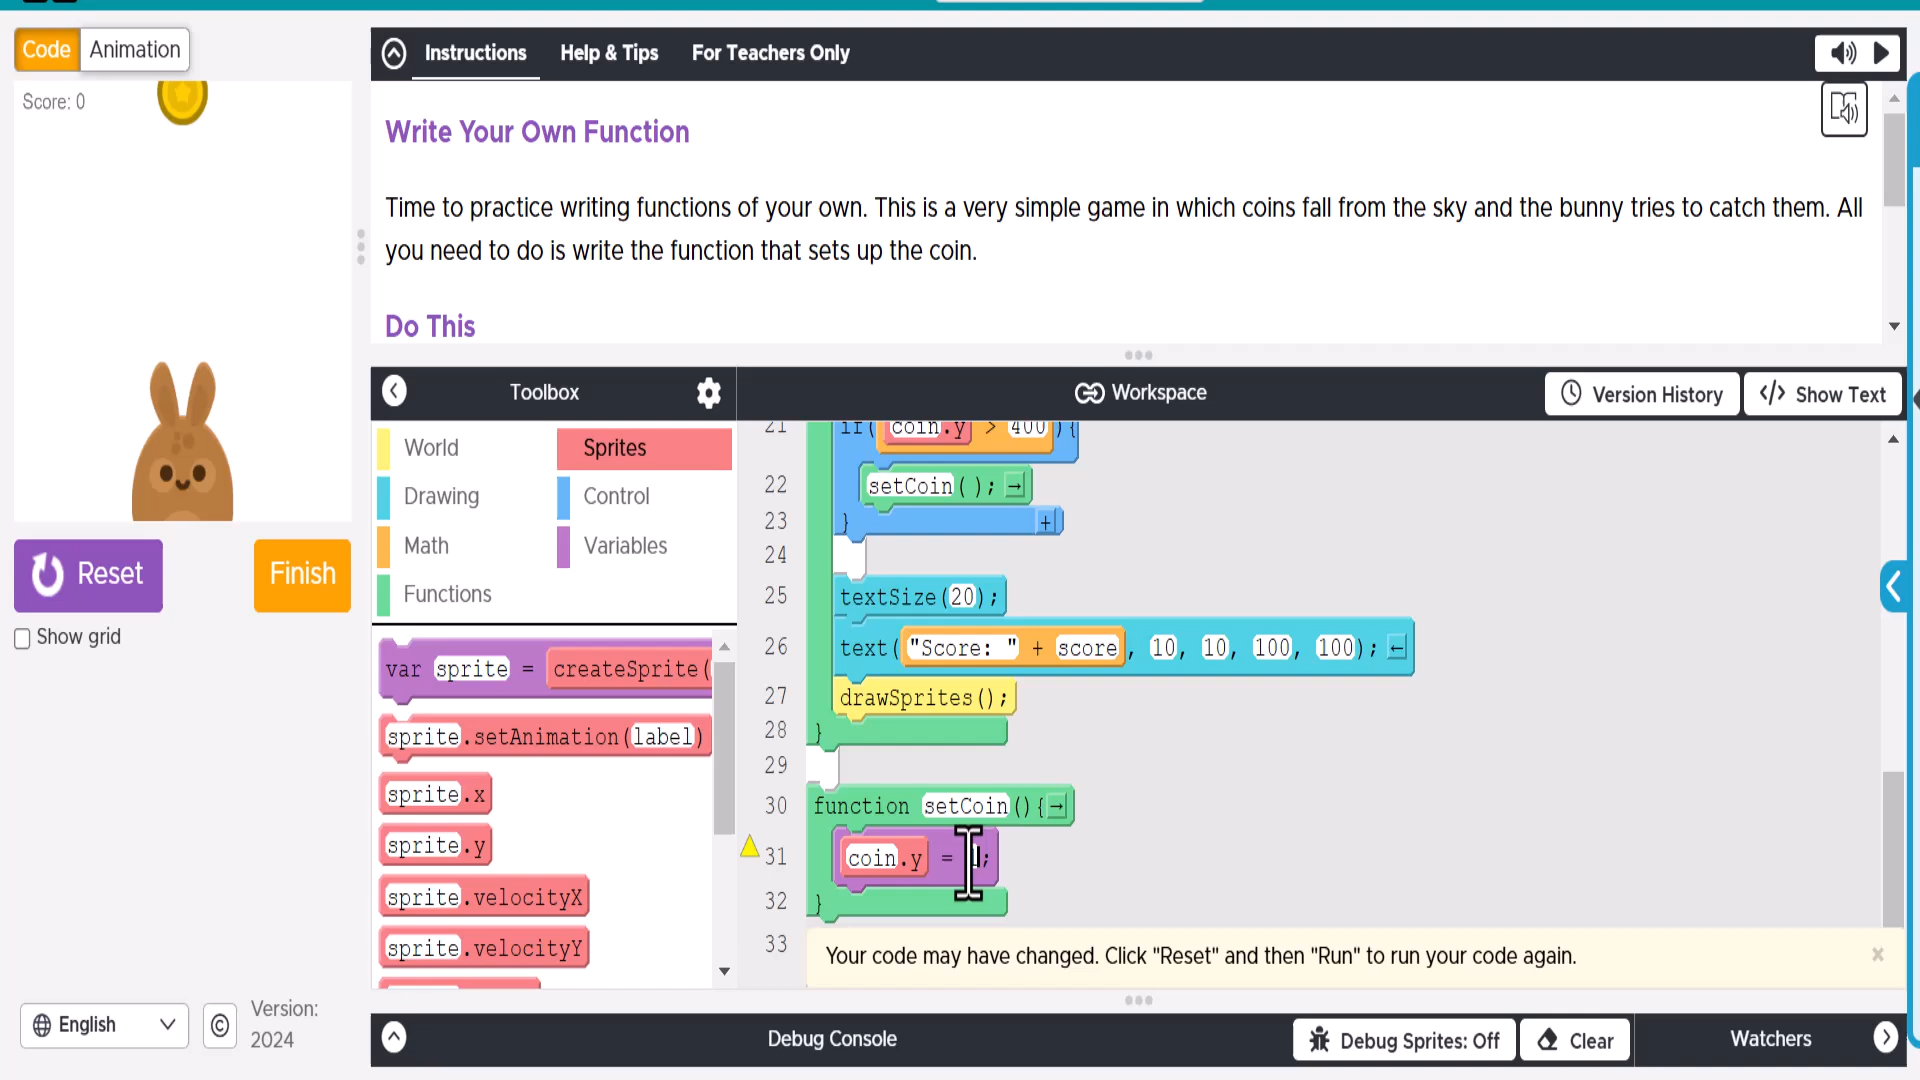 Code Animation
Score: 0
Reset
Finish
Show grid
English
Version:
2024
Instructions Help & Tips For Teachers Only
Write Your Own Function
Time to practice writing functions of your own. This is a very simple game in which coins fall from the sky and the bunny tries to catch them. All
you need to do is write the function that sets up the coin.
Do This
Toolbox
World
Sprites
Drawing
Control
Math
Variables
Functions
var sprite = createSprite(
sprite.setAnimation(label)
sprite.x
sprite.y
sprite.velocityX
sprite.velocityY
Workspace
Version History
</> Show Text
21 if( coin.y > 400 ){
22 setCoin( );
23 }
24
25 textSize(20);
26 text( "Score: " + score, 10, 10, 100, 100);
27 drawSprites();
28 }
29
30 function setCoin(){
31 coin.y = ;
32 }
33
Your code may have changed. Click "Reset" and then "Run" to run your code again.
Debug Console
Debug Sprites: Off
Clear
Watchers